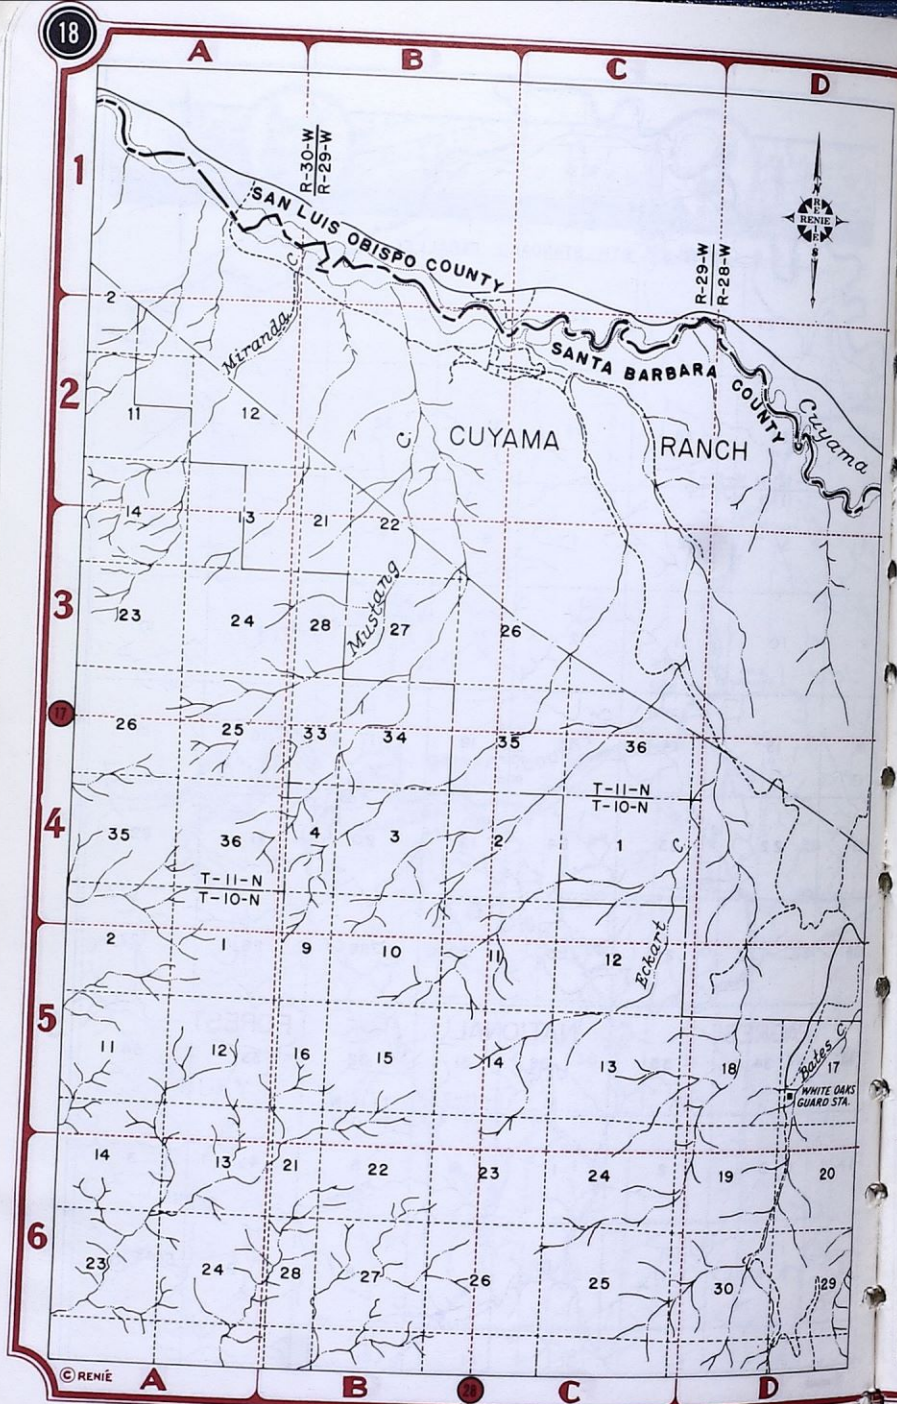 18
A B C D
1
R-30-W
R-29-W
SAN LUIS OBISPO COUNTY
N
RENIE
E
S
R-29-W
R-28-W
C.
Miranda
2
2
SANTA BARBARA COUNTY
Cuyama
11 12
C.
CUYAMA RANCH
14 13 21 22
3
Mustang
23 24 28 27 26
17
26 25 33 34 35 36
T-11-N
T-10-N
4
35 36 4 3 2 1
C.
T-11-N
T-10-N
2 1 9 10 11 12
Eckart
5
11 12 16 15 14 13 18 17
Bates C.
WHITE OAKS
GUARD STA.
14 13 21 22 23 24 19 20
6
23 24 28 27 26 25 30 29
© RENIÉ
A B 28 C D